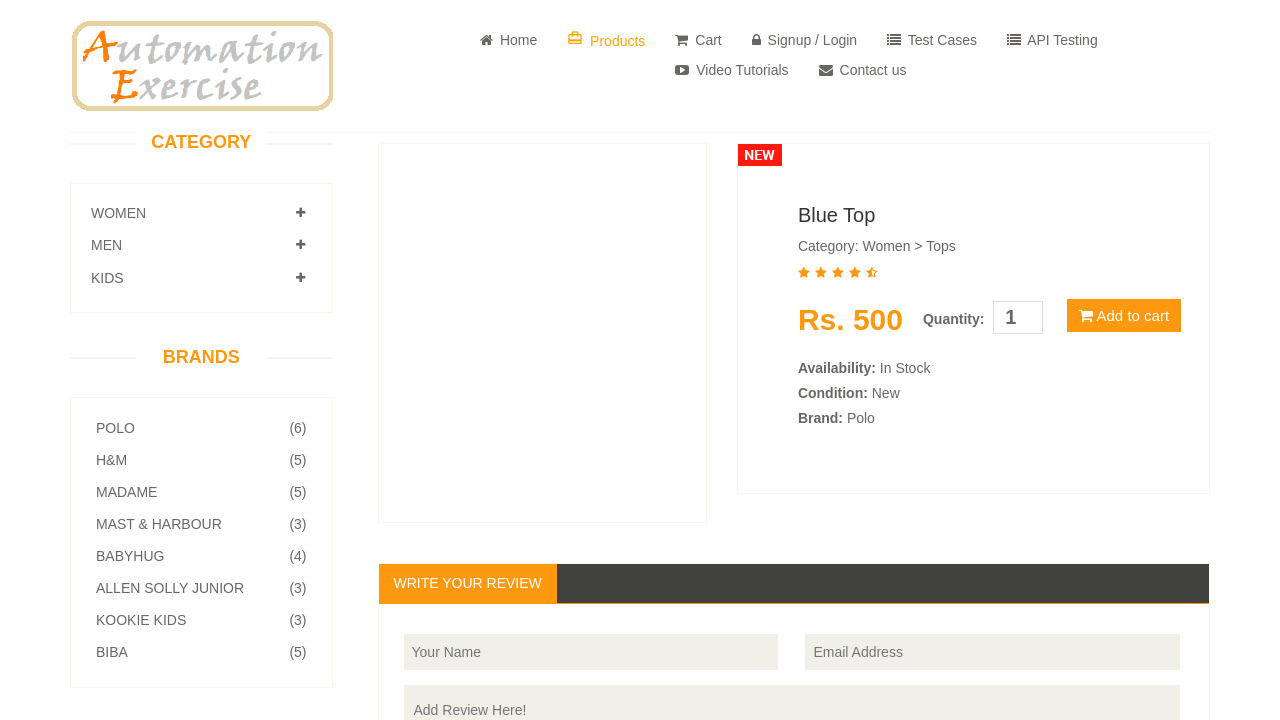 Automation
Exercise
Home
Products
Cart
Signup / Login
Test Cases
API Testing
Video Tutorials
Contact us
CATEGORY
WOMEN
MEN
KIDS
BRANDS
POLO (6)
H&M (5)
MADAME (5)
MAST & HARBOUR (3)
BABYHUG (4)
ALLEN SOLLY JUNIOR (3)
KOOKIE KIDS (3)
BIBA (5)
NEW
Blue Top
Category: Women > Tops
Rs. 500 Quantity: 1 Add to cart
Availability: In Stock
Condition: New
Brand: Polo
WRITE YOUR REVIEW
Your Name
Email Address
Add Review Here!